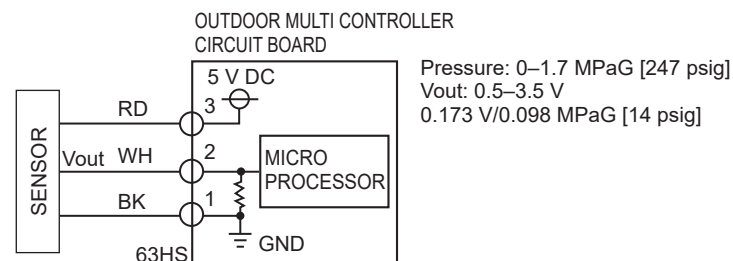 OUTDOOR MULTI CONTROLLER
CIRCUIT BOARD
5 V DC
Pressure: 0–1.7 MPaG [247 psig]
Vout: 0.5–3.5 V
0.173 V/0.098 MPaG [14 psig]
SENSOR
RD
3
Vout WH
2
MICRO
PROCESSOR
BK
1
GND
63HS